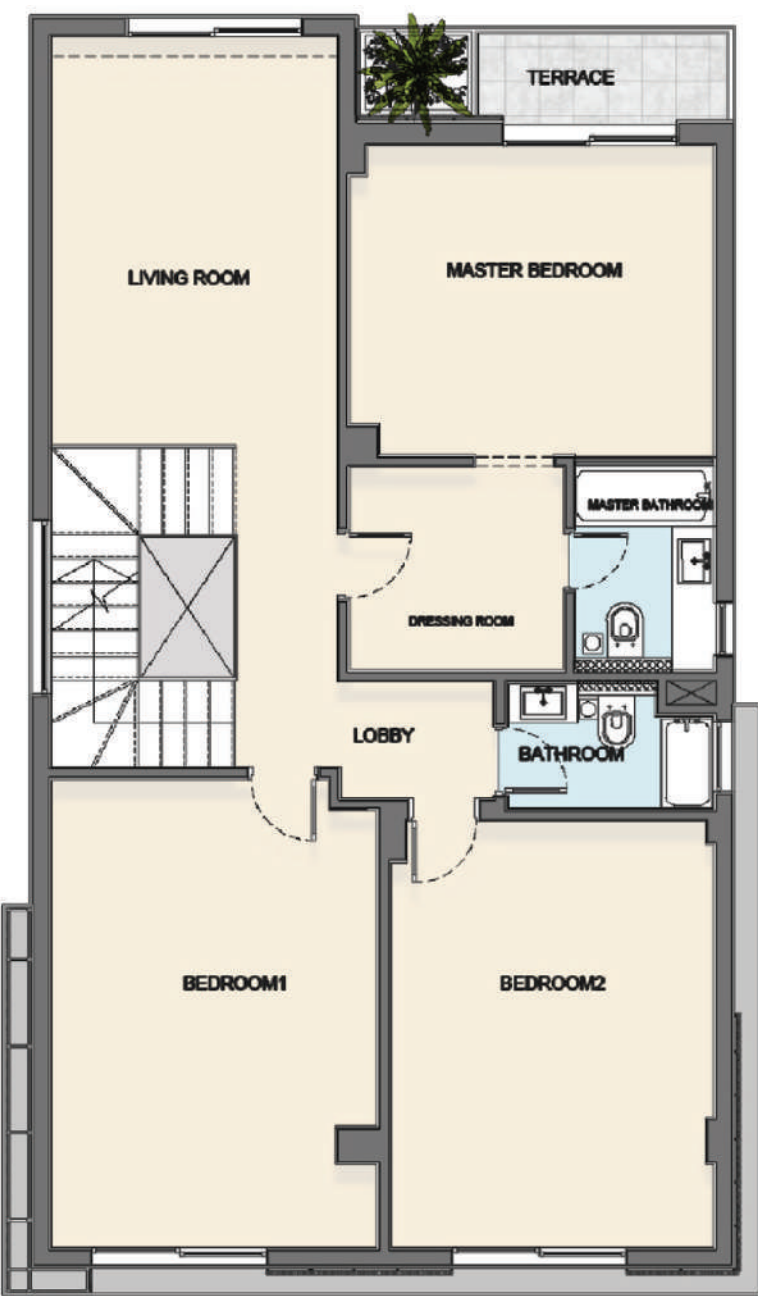 TERRACE
LIVING ROOM
MASTER BEDROOM
MASTER BATHROOM
DRESSING ROOM
LOBBY
BATHROOM
BEDROOM1
BEDROOM2